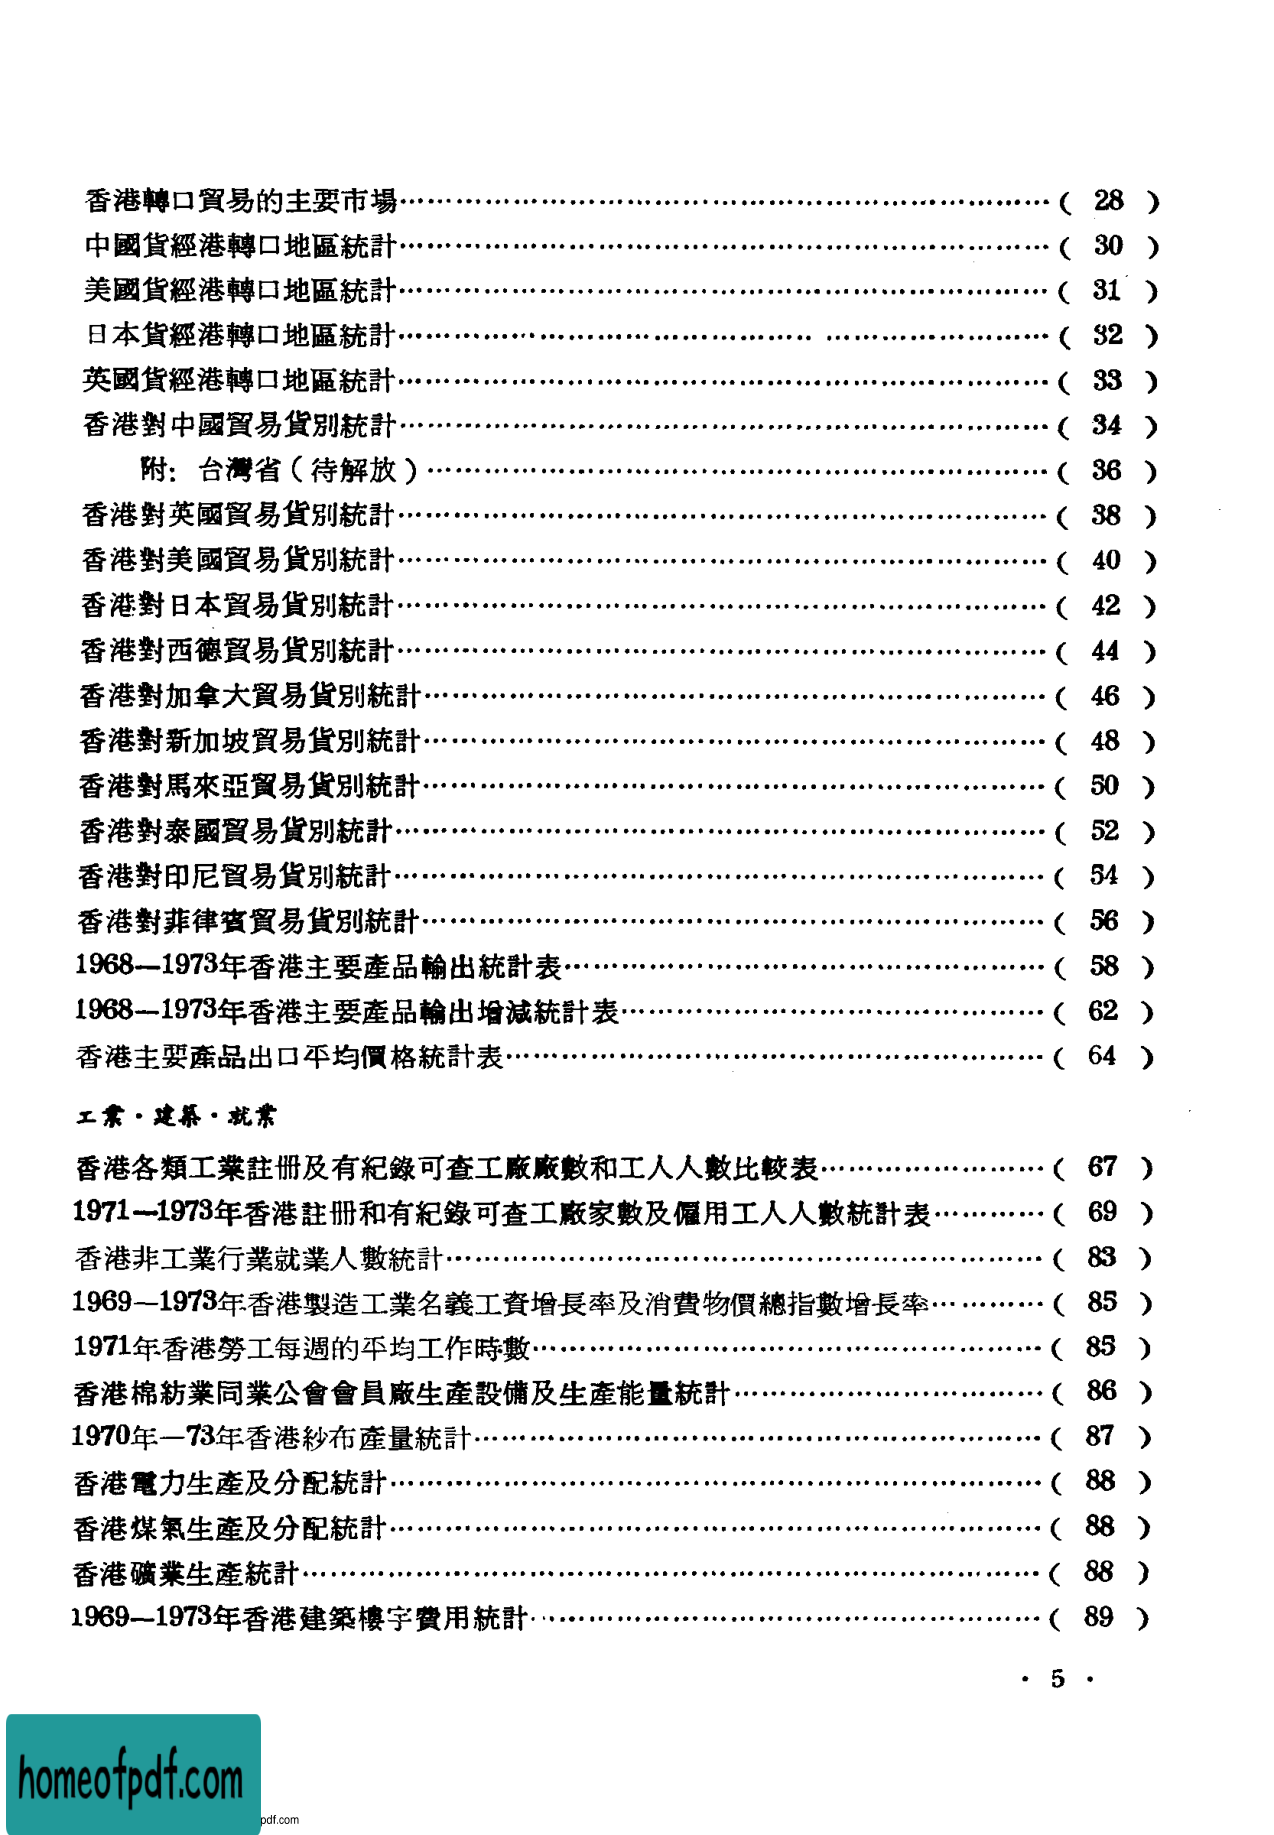 香港轉口貿易的主要市場……………………………………………………………( 28 )
中國貨經港轉口地區統計……………………………………………………………( 30 )
美國貨經港轉口地區統計……………………………………………………………( 31 )
日本貨經港轉口地區統計……………………………………………………………( 32 )
英國貨經港轉口地區統計……………………………………………………………( 33 )
香港對中國貿易貨別統計……………………………………………………………( 34 )
附：台灣省（待解放）…………………………………………………………( 36 )
香港對英國貿易貨別統計……………………………………………………………( 38 )
香港對美國貿易貨別統計……………………………………………………………( 40 )
香港對日本貿易貨別統計……………………………………………………………( 42 )
香港對西德貿易貨別統計……………………………………………………………( 44 )
香港對加拿大貿易貨別統計…………………………………………………………( 46 )
香港對新加坡貿易貨別統計…………………………………………………………( 48 )
香港對馬來亞貿易貨別統計…………………………………………………………( 50 )
香港對泰國貿易貨別統計……………………………………………………………( 52 )
香港對印尼貿易貨別統計……………………………………………………………( 54 )
香港對菲律賓貿易貨別統計…………………………………………………………( 56 )
1968—1973年香港主要產品輸出統計表……………………………………………( 58 )
1968—1973年香港主要產品輸出增減統計表………………………………………( 62 )
香港主要產品出口平均價格統計表…………………………………………………( 64 )
工業・建築・就業
香港各類工業註冊及有紀錄可查工廠廠數和工人人數比較表……………………( 67 )
1971—1973年香港註冊和有紀錄可查工廠家數及僱用工人人數統計表…………( 69 )
香港非工業行業就業人數統計………………………………………………………( 83 )
1969—1973年香港製造工業名義工資增長率及消費物價總指數增長率…………( 85 )
1971年香港勞工每週的平均工作時數………………………………………………( 85 )
香港棉紡業同業公會會員廠生產設備及生產能量統計……………………………( 86 )
1970年—73年香港紗布產量統計……………………………………………………( 87 )
香港電力生產及分配統計……………………………………………………………( 88 )
香港煤氣生產及分配統計……………………………………………………………( 88 )
香港礦業生產統計……………………………………………………………………( 88 )
1969—1973年香港建築樓宇費用統計………………………………………………( 89 )
・ 5 ・
homeofpdf.com
pdf.com